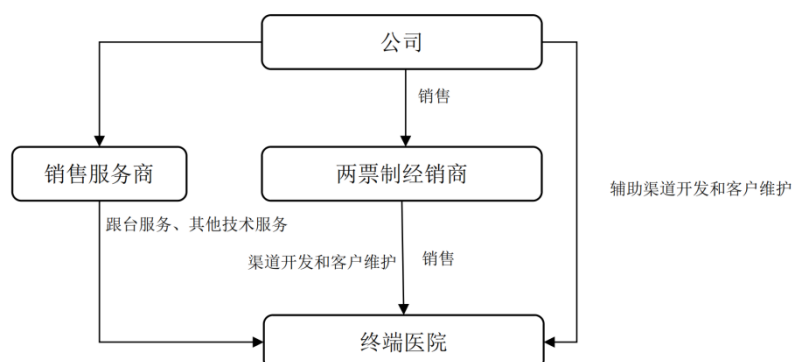 公司
销售
销售服务商
两票制经销商
辅助渠道开发和客户维护
跟台服务、其他技术服务
渠道开发和客户维护
销售
终端医院